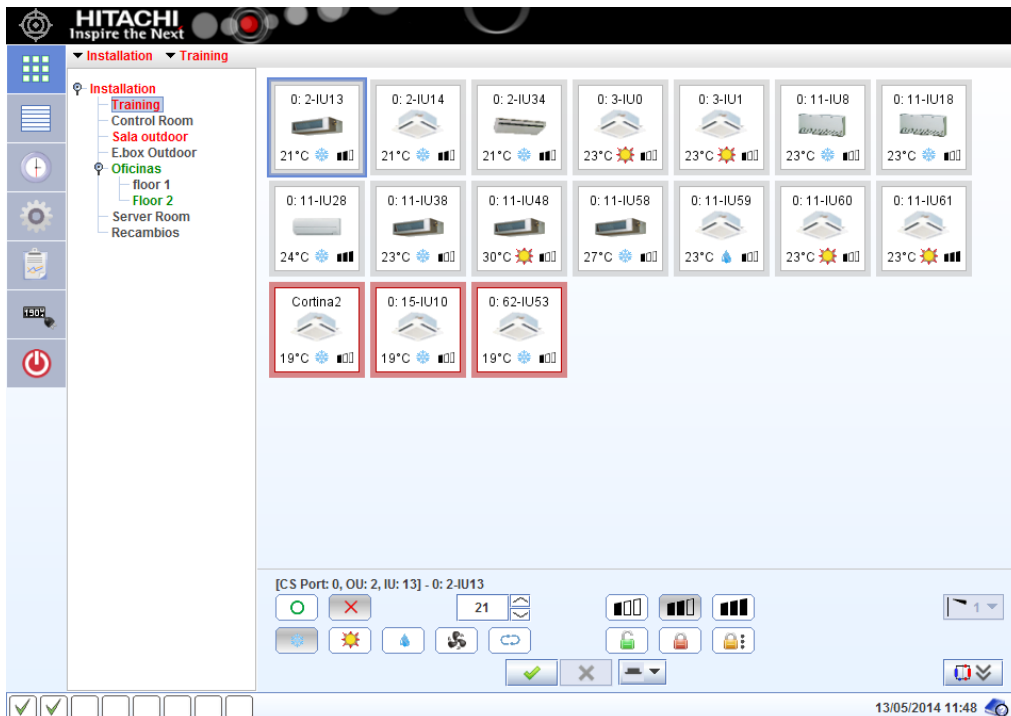 HITACHI
Inspire the Next
Installation Training
Installation
Training
Control Room
Sala outdoor
E.box Outdoor
Oficinas
floor 1
Floor 2
Server Room
Recambios
0: 2-IU13 0: 2-IU14 0: 2-IU34 0: 3-IU0 0: 3-IU1 0: 11-IU8 0: 11-IU18
21°C 21°C 21°C 23°C 23°C 23°C 23°C
0: 11-IU28 0: 11-IU38 0: 11-IU48 0: 11-IU58 0: 11-IU59 0: 11-IU60 0: 11-IU61
24°C 23°C 30°C 27°C 23°C 23°C 23°C
Cortina2 0: 15-IU10 0: 62-IU53
19°C 19°C 19°C
[CS Port: 0, OU: 2, IU: 13] - 0: 2-IU13
21
1
13/05/2014 11:48